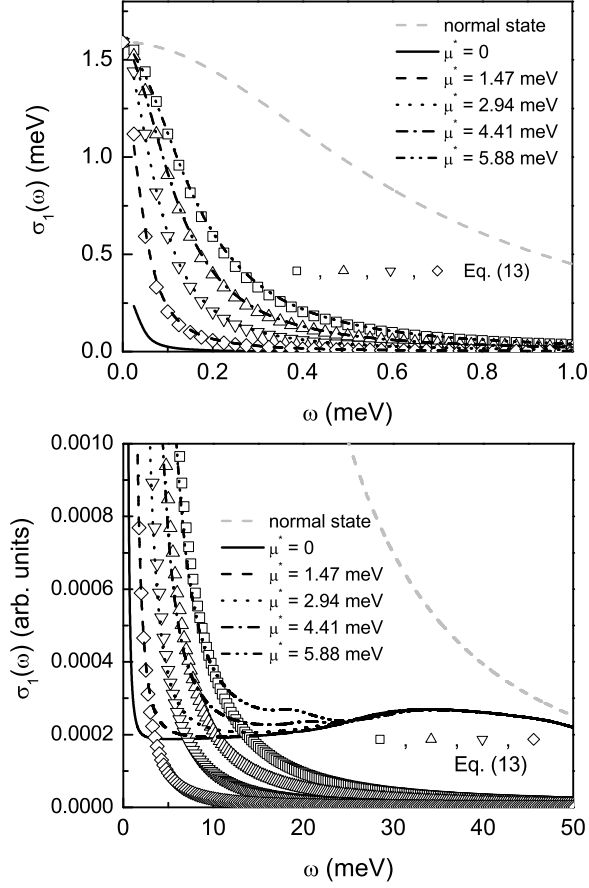 1.5
1.0
0.5
0.0
σ₁(ω) (meV)
normal state
μ* = 0
μ* = 1.47 meV
μ* = 2.94 meV
μ* = 4.41 meV
μ* = 5.88 meV
□ , △ , ▽ , ◇ Eq. (13)
0.0 0.2 0.4 0.6 0.8 1.0
ω (meV)
0.0010
0.0008
0.0006
0.0004
0.0002
0.0000
σ₁(ω) (arb. units)
normal state
μ* = 0
μ* = 1.47 meV
μ* = 2.94 meV
μ* = 4.41 meV
μ* = 5.88 meV
□ , △ , ▽ , ◇
Eq. (13)
0 10 20 30 40 50
ω (meV)